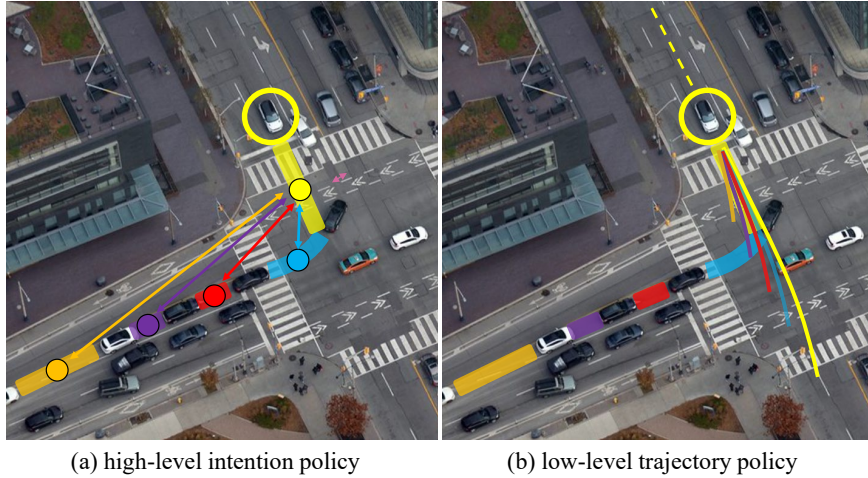 (a) high-level intention policy
(b) low-level trajectory policy